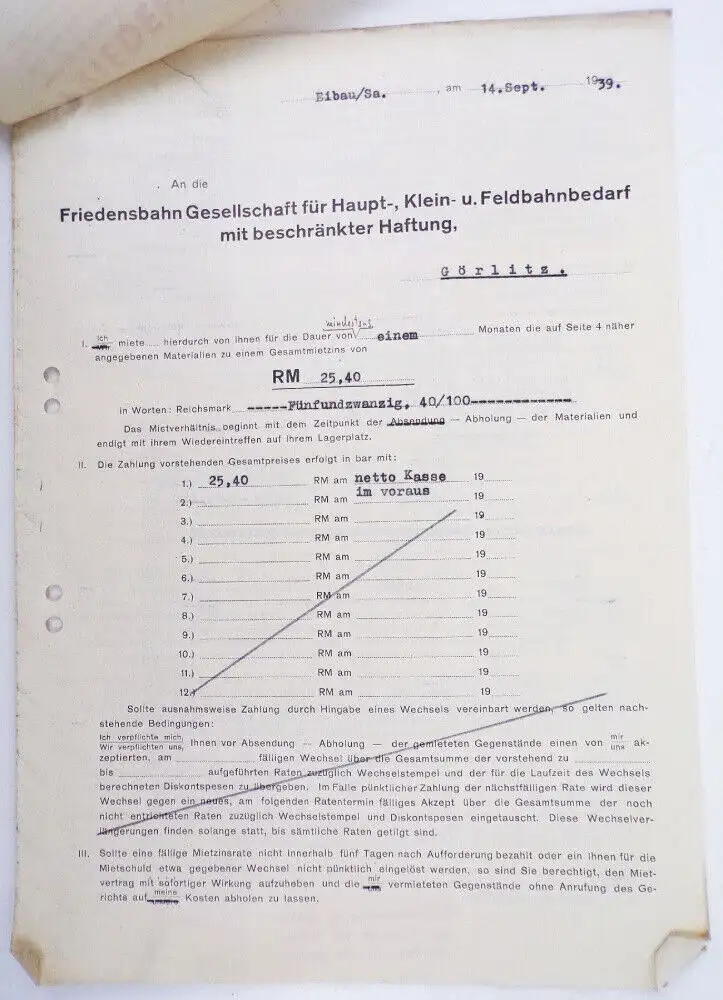 Eibau/Sa. , am 14.Sept. 1939.
An die
Friedensbahn Gesellschaft für Haupt-, Klein- u. Feldbahnbedarf
mit beschränkter Haftung,
Görlitz.
mindestens
I. Ich miete hierdurch von Ihnen für die Dauer von einem Monaten die auf Seite 4 näher
angegebenen Materialien zu einem Gesamtmietzins von
RM 25,40
in Worten: Reichsmark -----Fünfundzwanzig, 40/100------------
Das Mietverhältnis beginnt mit dem Zeitpunkt der Absendung — Abholung — der Materialien und
endigt mit ihrem Wiedereintreffen auf Ihrem Lagerplatz.
II. Die Zahlung vorstehenden Gesamtpreises erfolgt in bar mit:
1.) 25,40 RM am netto Kasse 19
2.) RM am im voraus 19
3.) RM am 19
4.) RM am 19
5.) RM am 19
6.) RM am 19
7.) RM am 19
8.) RM am 19
9.) RM am 19
10.) RM am 19
11.) RM am 19
12.) RM am 19
Sollte ausnahmsweise Zahlung durch Hingabe eines Wechsels vereinbart werden, so gelten nach-
stehende Bedingungen:
Ich verpflichte mich, mir
Wir verpflichten uns, Ihnen vor Absendung — Abholung — der gemieteten Gegenstände einen von uns ak-
zeptierten, am fälligen Wechsel über die Gesamtsumme der vorstehend zu
bis aufgeführten Raten zuzüglich Wechselstempel und der für die Laufzeit des Wechsels
berechneten Diskontspesen zu übergeben. Im Falle pünktlicher Zahlung der nächstfälligen Rate wird dieser
Wechsel gegen ein neues, am folgenden Ratentermin fälliges Akzept über die Gesamtsumme der noch
nicht entrichteten Raten zuzüglich Wechselstempel und Diskontspesen eingetauscht. Diese Wechselver-
längerungen finden solange statt, bis sämtliche Raten getilgt sind.
III. Sollte eine fällige Mietzinsrate nicht innerhalb fünf Tagen nach Aufforderung bezahlt oder ein Ihnen für die
Mietschuld etwa gegebener Wechsel nicht pünktlich eingelöst werden, so sind Sie berechtigt, den Miet-
vertrag mit sofortiger Wirkung aufzuheben und die mir vermieteten Gegenstände ohne Anrufung des Ge-
richts auf meine Kosten abholen zu lassen.